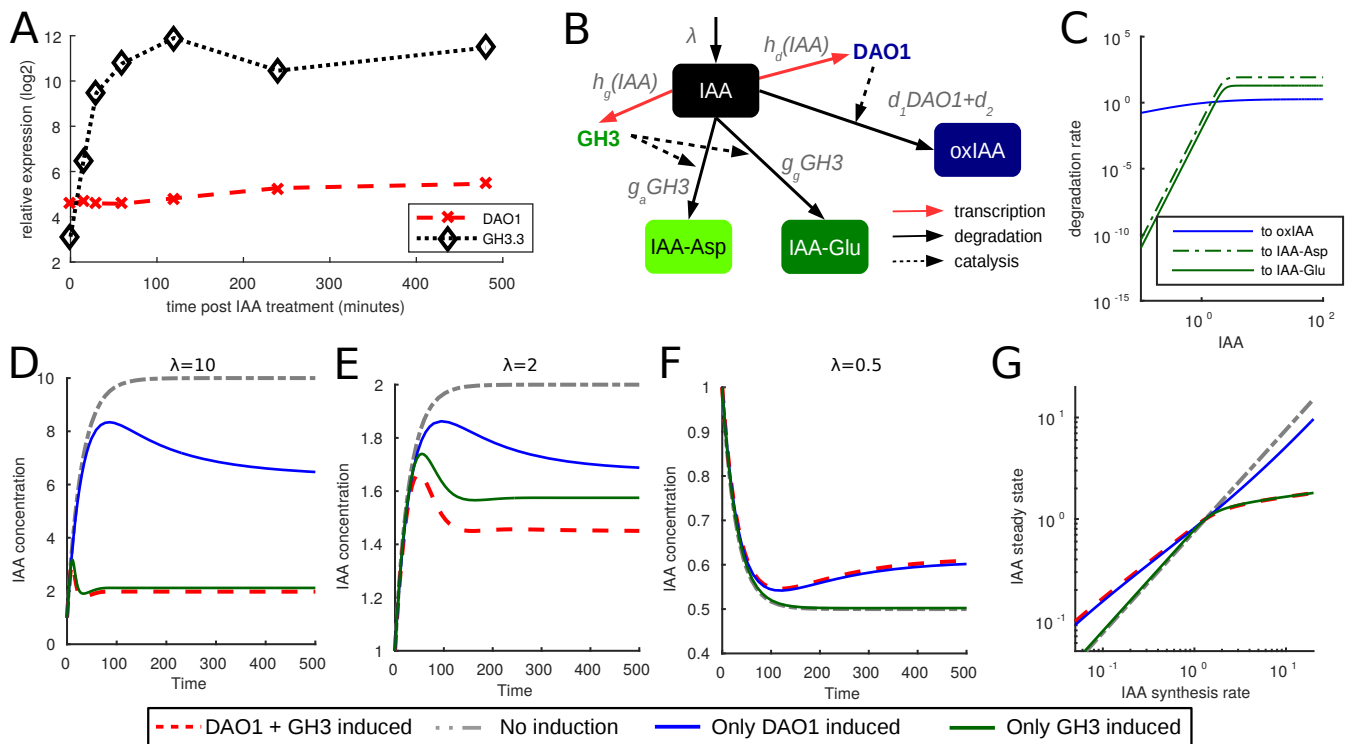 A
relative expression (log2)
12
10
8
6
4
2
0
100
200
300
400
500
time post IAA treatment (minutes)
DAO1
GH3.3
B
λ
h_d(IAA)
DAO1
h_g(IAA)
IAA
d_1DAO1+d_2
GH3
oxIAA
g_aGH3
g_gGH3
IAA-Asp
IAA-Glu
transcription
degradation
catalysis
C
degradation rate
10^5
10^0
10^-5
10^-10
10^-15
to oxIAA
to IAA-Asp
to IAA-Glu
10^0
10^2
IAA
D
λ=10
IAA concentration
10
8
6
4
2
0
0
100
200
300
400
500
Time
E
λ=2
IAA concentration
2
1.8
1.6
1.4
1.2
1
0
100
200
300
400
500
Time
F
λ=0.5
IAA concentration
1
0.9
0.8
0.7
0.6
0.5
0.4
0
100
200
300
400
500
Time
G
IAA steady state
10^1
10^0
10^-1
10^-1
10^0
10^1
IAA synthesis rate
DAO1 + GH3 induced
No induction
Only DAO1 induced
Only GH3 induced